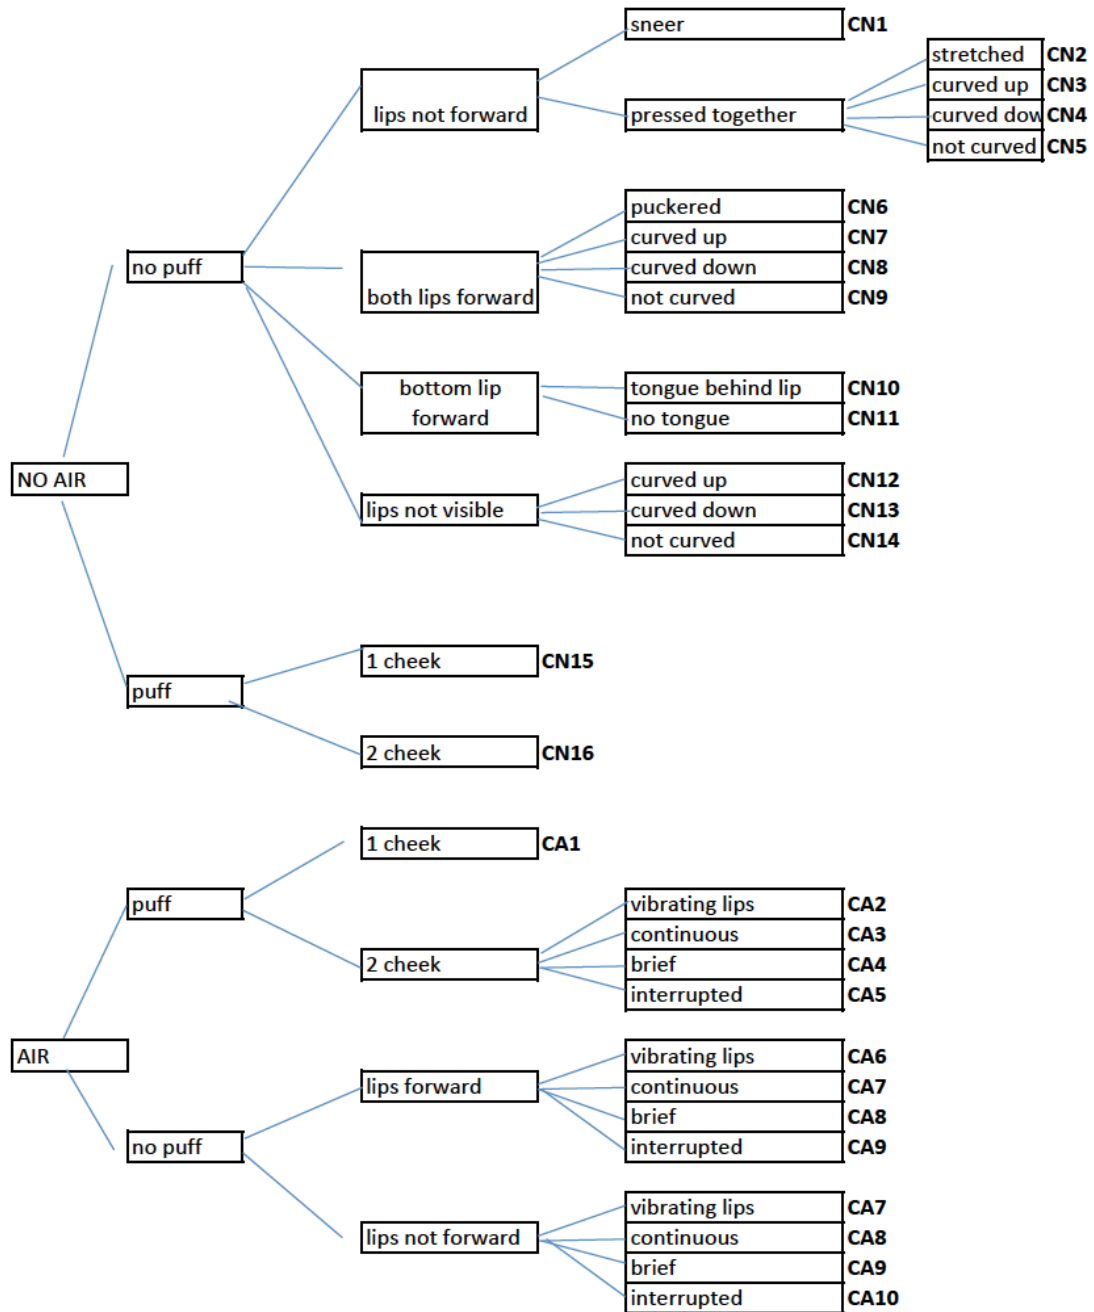 sneer CN1
stretched CN2
curved up CN3
lips not forward pressed together curved dow CN4
not curved CN5
puckered CN6
curved up CN7
no puff curved down CN8
both lips forward not curved CN9
bottom lip tongue behind lip CN10
forward no tongue CN11
NO AIR curved up CN12
lips not visible curved down CN13
not curved CN14
1 cheek CN15
puff
2 cheek CN16
1 cheek CA1
puff vibrating lips CA2
continuous CA3
2 cheek brief CA4
interrupted CA5
AIR vibrating lips CA6
lips forward continuous CA7
brief CA8
no puff interrupted CA9
vibrating lips CA7
lips not forward continuous CA8
brief CA9
interrupted CA10